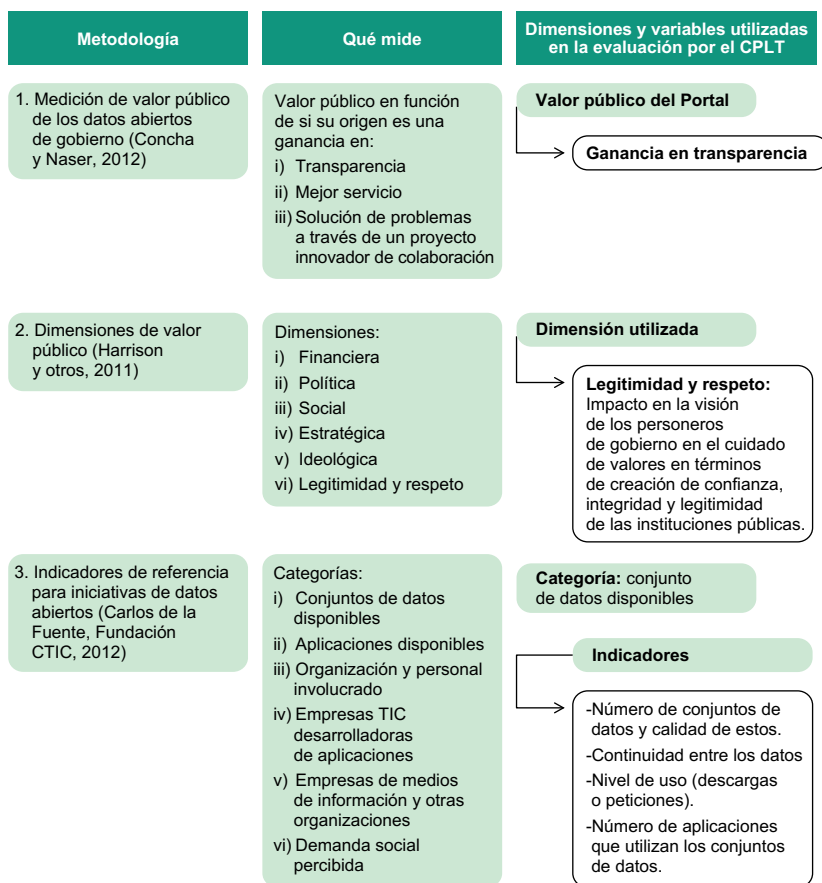 Metodología
Qué mide
Dimensiones y variables utilizadas
en la evaluación por el CPLT
1. Medición de valor público
de los datos abiertos
de gobierno (Concha
y Naser, 2012)
Valor público en función
de si su origen es una
ganancia en:
i) Transparencia
ii) Mejor servicio
iii) Solución de problemas
a través de un proyecto
innovador de colaboración
Valor público del Portal
Ganancia en transparencia
2. Dimensiones de valor
público (Harrison
y otros, 2011)
Dimensiones:
i) Financiera
ii) Política
iii) Social
iv) Estratégica
v) Ideológica
vi) Legitimidad y respeto
Dimensión utilizada
Legitimidad y respeto:
Impacto en la visión
de los personeros
de gobierno en el cuidado
de valores en términos
de creación de confianza,
integridad y legitimidad
de las instituciones públicas.
3. Indicadores de referencia
para iniciativas de datos
abiertos (Carlos de la
Fuente, Fundación
CTIC, 2012)
Categorías:
i) Conjuntos de datos
disponibles
ii) Aplicaciones disponibles
iii) Organización y personal
involucrado
iv) Empresas TIC
desarrolladoras
de aplicaciones
v) Empresas de medios
de información y otras
organizaciones
vi) Demanda social
percibida
Categoría: conjunto
de datos disponibles
Indicadores
-Número de conjuntos de
datos y calidad de estos.
-Continuidad entre los datos
-Nivel de uso (descargas
o peticiones).
-Número de aplicaciones
que utilizan los conjuntos
de datos.